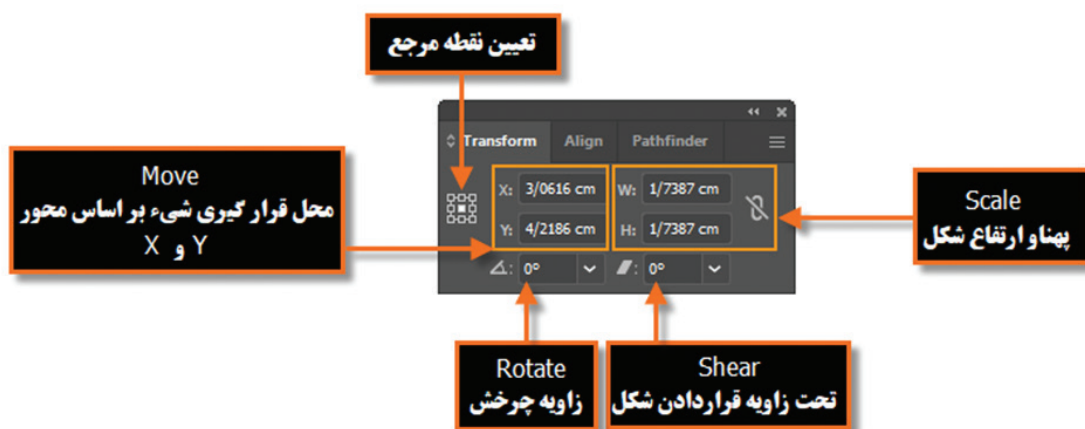 تعیین نقطه مرجع
Transform Align Pathfinder
Move
محل قرار گیری شیء بر اساس محور
X و Y
X: 3/0616 cm W: 1/7387 cm
Y: 4/2186 cm H: 1/7387 cm
0° 0°
Scale
پهناو ارتفاع شکل
Rotate
زاویه چرخش
Shear
تحت زاویه قراردادن شکل